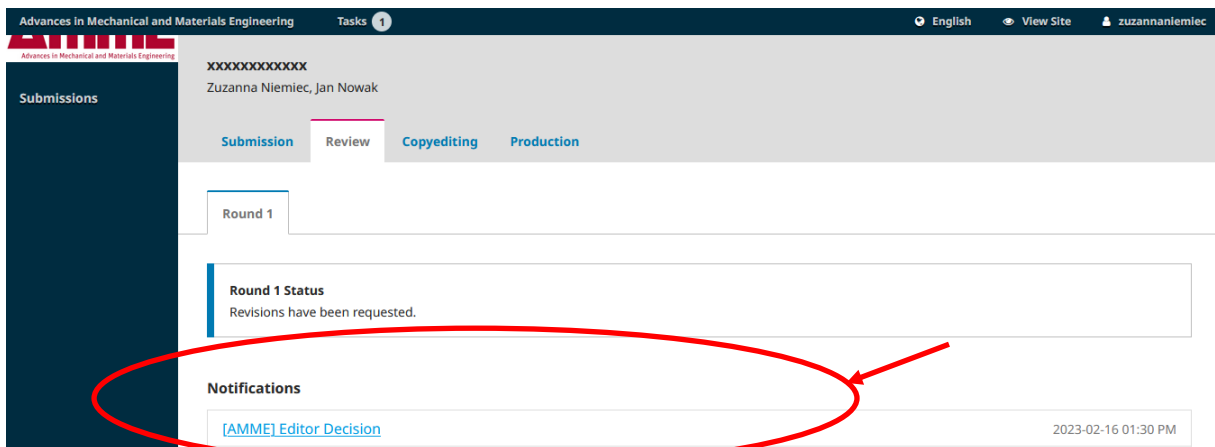 Advances in Mechanical and Materials Engineering Tasks 1 English View Site zuzannaniemiec
Advances in Mechanical and Materials Engineering
Submissions
xxxxxxxxxxxx
Zuzanna Niemiec, Jan Nowak
Submission Review Copyediting Production
Round 1
Round 1 Status
Revisions have been requested.
Notifications
[AMME] Editor Decision 2023-02-16 01:30 PM